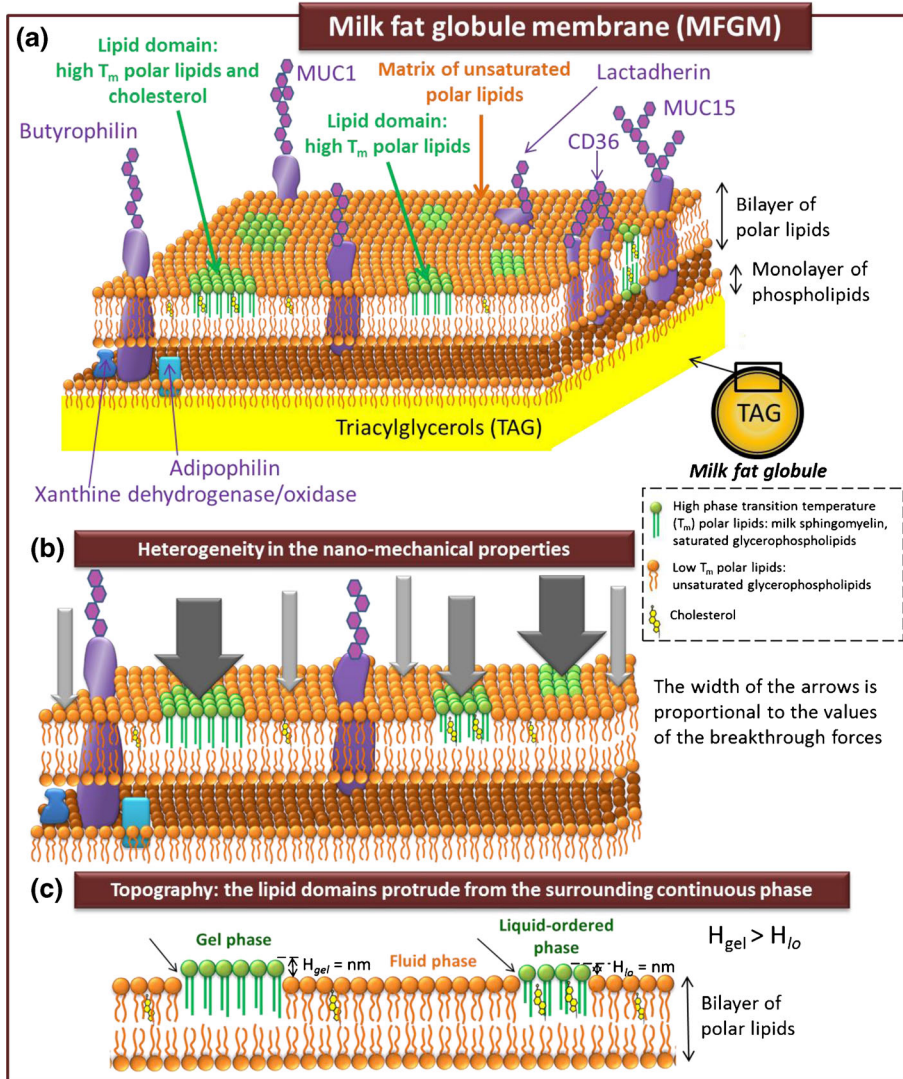 Milk fat globule membrane (MFGM)
(a)
Lipid domain:
high Tm polar lipids and
cholesterol
MUC1
Matrix of unsaturated
polar lipids
Lactadherin
MUC15
Butyrophilin
Lipid domain:
high Tm polar lipids
CD36
Bilayer of
polar lipids
Monolayer of
phospholipids
Triacylglycerols (TAG)
TAG
Milk fat globule
Adipophilin
Xanthine dehydrogenase/oxidase
High phase transition temperature
(Tm) polar lipids: milk sphingomyelin,
saturated glycerophospholipids
Low Tm polar lipids:
unsaturated glycerophospholipids
Cholesterol
(b)
Heterogeneity in the nano-mechanical properties
The width of the arrows is
proportional to the values
of the breakthrough forces
(c)
Topography: the lipid domains protrude from the surrounding continuous phase
Gel phase
Hgel = nm
Fluid phase
Liquid-ordered
phase
Hlo = nm
Hgel > Hlo
Bilayer of
polar lipids